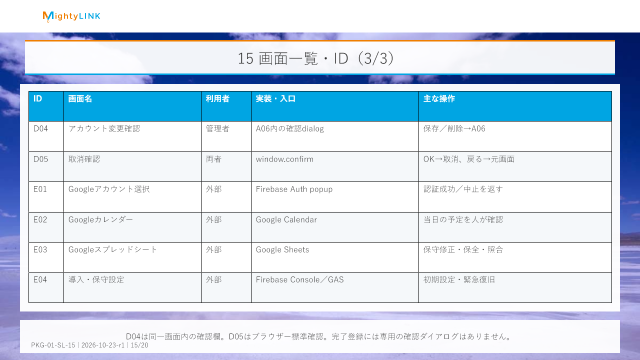 MightyLINK
15 画面一覧・ID（3/3）
ID 画面名 利用者 実装・入口 主な操作
D04 アカウント変更確認 管理者 A06内の確認dialog 保存／削除→A06
D05 取消確認 両者 window.confirm OK→取消、戻る→元画面
E01 Googleアカウント選択 外部 Firebase Auth popup 認証成功／中止を返す
E02 Googleカレンダー 外部 Google Calendar 当日の予定を人が確認
E03 Googleスプレッドシート 外部 Google Sheets 保守修正・保全・照合
E04 導入・保守設定 外部 Firebase Console／GAS 初期設定・緊急復旧
D04は同一画面内の確認欄。D05はブラウザー標準確認。完了登録には専用の確認ダイアログはありません。
PKG-01-SL-15 | 2026-10-23-r1 | 15/20